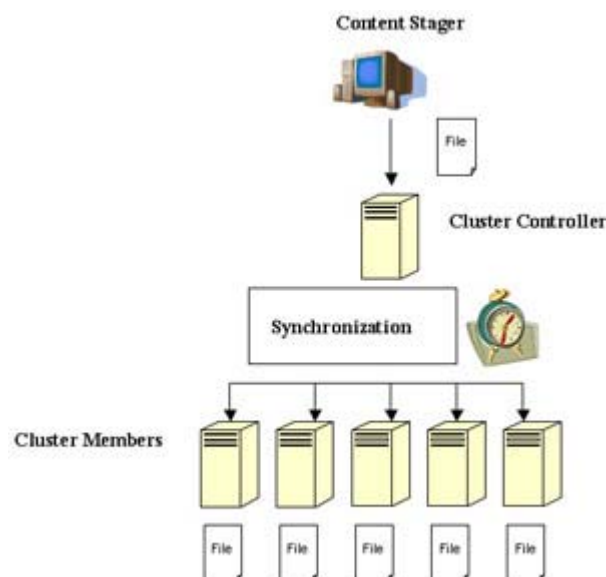 Content Stager
File
Cluster Controller
Synchronization
Cluster Members
File
File
File
File
File